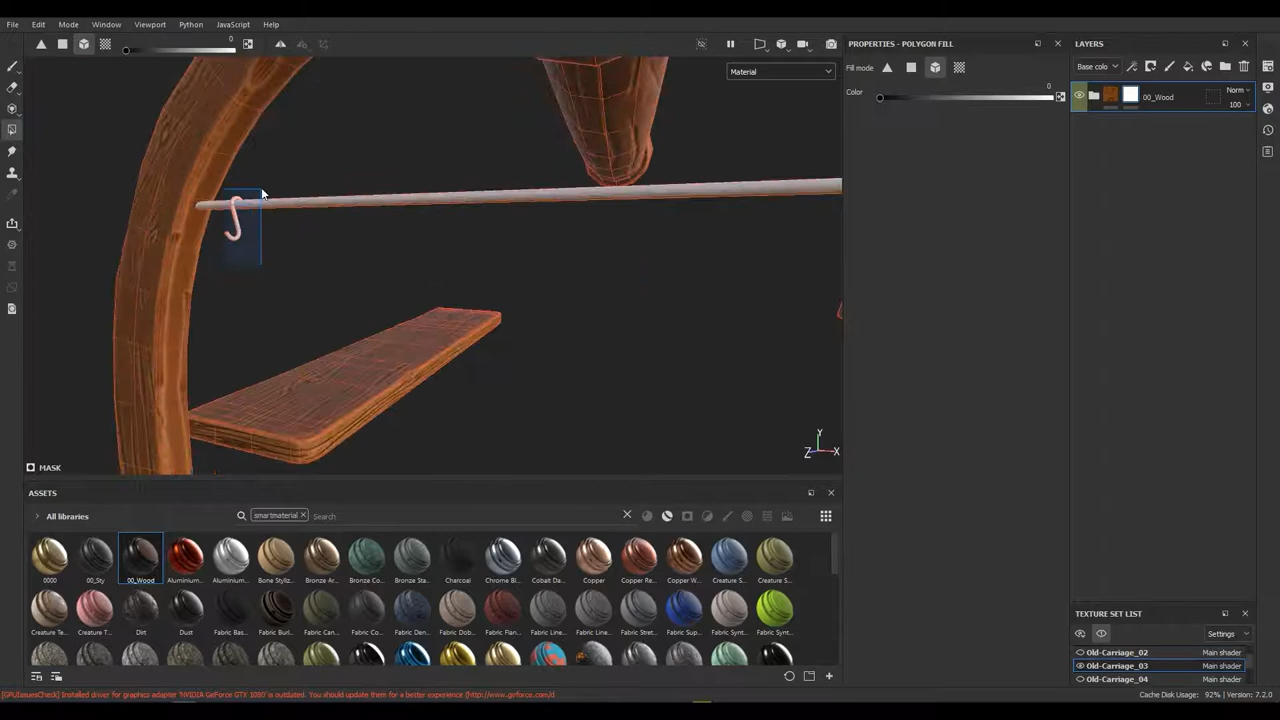 File Edit Mode Window Viewport Python JavaScript Help
0
Material
PROPERTIES - POLYGON FILL
Fill mode
Color 0
LAYERS
Base colo
00_Wood
Norm
100
Y
Z X
MASK
ASSETS
All libraries
smartmaterial
Search
0000 00_Sty 00_Wood Aluminium... Aluminium... Bone Styliz... Bronze Ar... Bronze Co... Bronze Sta... Charcoal Chrome Bl... Cobalt Da... Copper Copper Re... Copper W... Creature S... Creature S...
Creature Te... Creature T... Dirt Dust Fabric Bas... Fabric Burl... Fabric Can... Fabric Co... Fabric Den... Fabric Dob... Fabric Flan... Fabric Line... Fabric Line... Fabric Stret... Fabric Sup... Fabric Synt... Fabric Synt...
TEXTURE SET LIST
Settings
Old-Carriage_02 Main shader
Old-Carriage_03 Main shader
Old-Carriage_04 Main shader
[GPUIssuesCheck] Installed driver for graphics adapter 'NVIDIA GeForce GTX 1080' is outdated. You should update them for a better experience (http://www.geforce.com/d
Cache Disk Usage: 92% | Version: 7.2.0